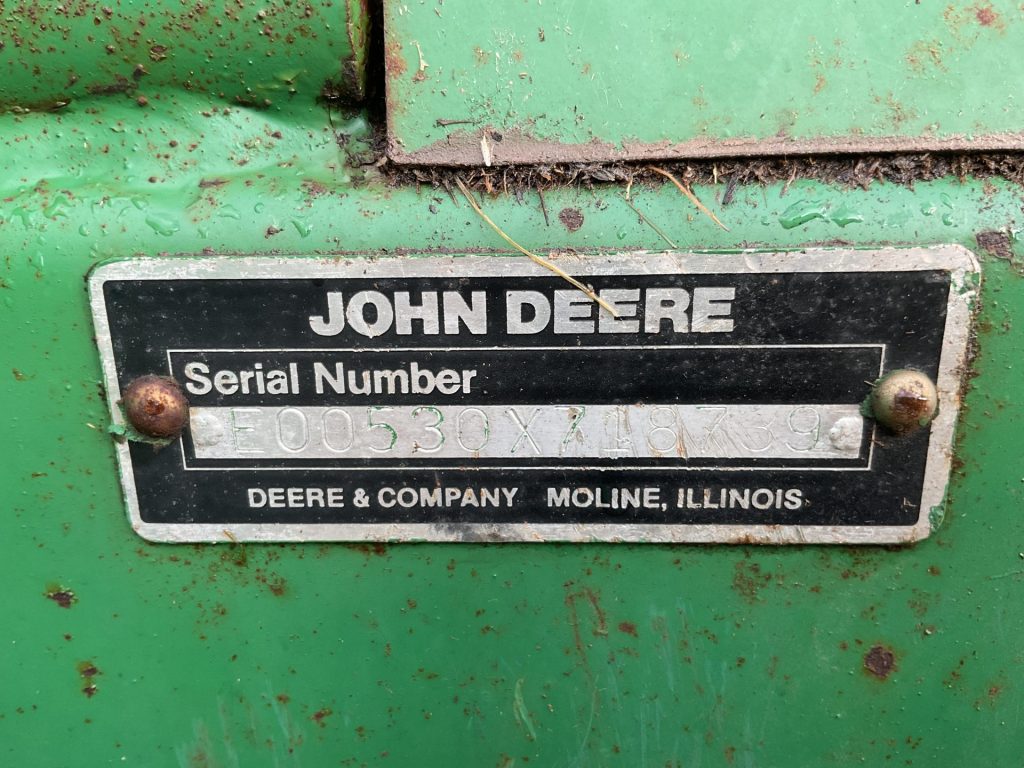 JOHN DEERE
Serial Number
E00530X718739
DEERE & COMPANY MOLINE, ILLINOIS